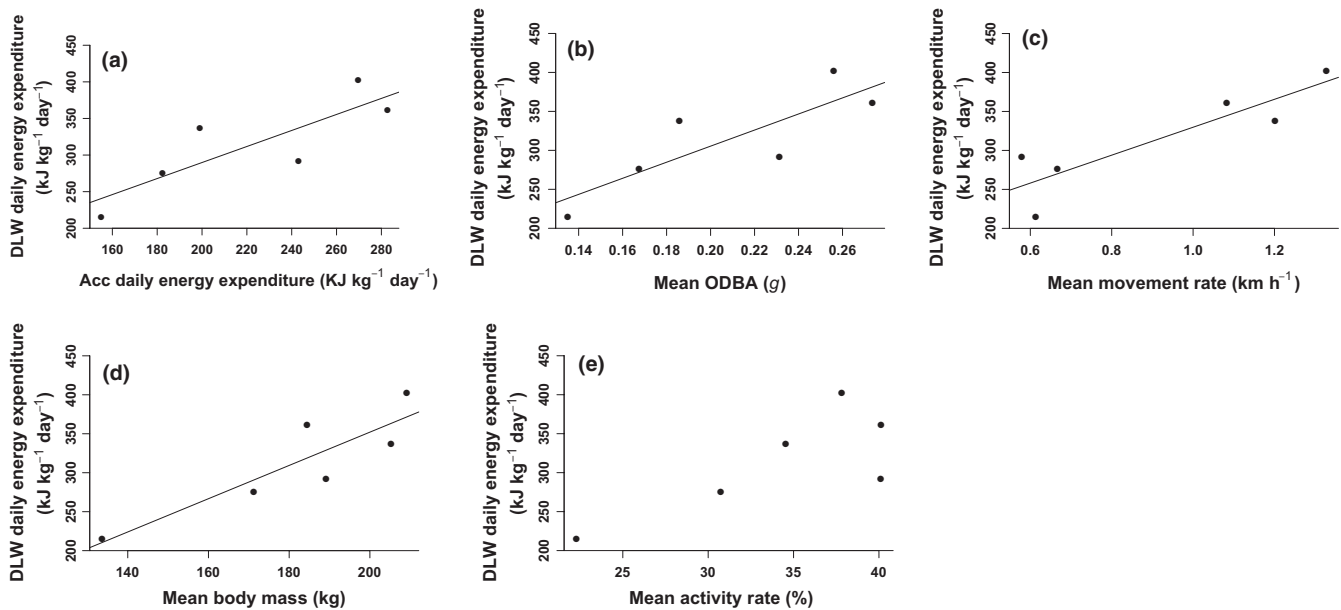 (a)
DLW daily energy expenditure
(kJ kg−1 day−1)
200 250 300 350 400 450
160 180 200 220 240 260 280
Acc daily energy expenditure (KJ kg−1 day−1)
(b)
DLW daily energy expenditure
(kJ kg−1 day−1)
200 250 300 350 400 450
0.14 0.16 0.18 0.20 0.22 0.24 0.26
Mean ODBA (g)
(c)
DLW daily energy expenditure
(kJ kg−1 day−1)
200 250 300 350 400 450
0.6 0.8 1.0 1.2
Mean movement rate (km h−1)
(d)
DLW daily energy expenditure
(kJ kg−1 day−1)
200 250 300 350 400 450
140 160 180 200
Mean body mass (kg)
(e)
DLW daily energy expenditure
(kJ kg−1 day−1)
200 250 300 350 400 450
25 30 35 40
Mean activity rate (%)